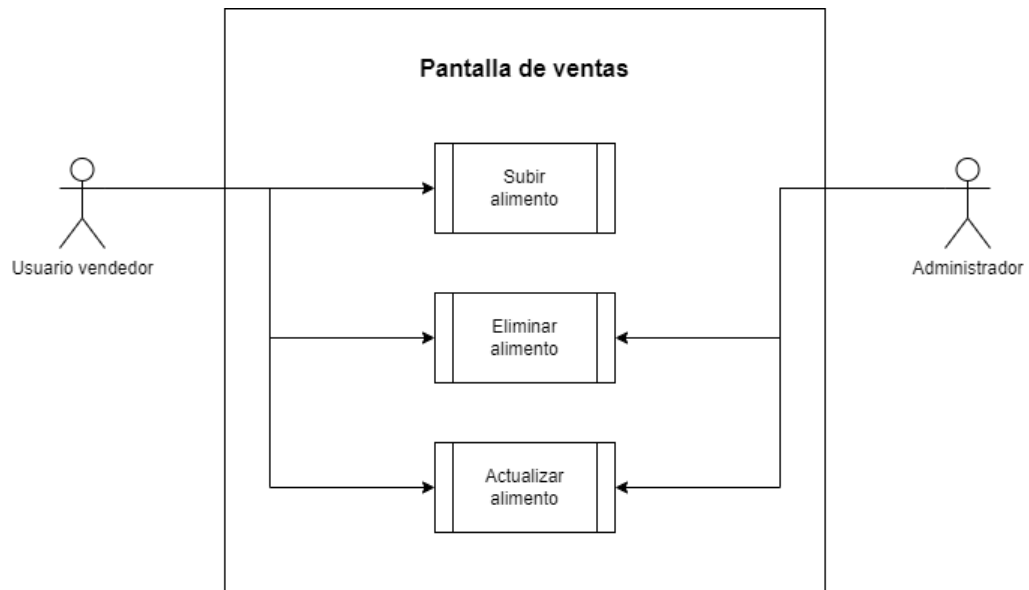 Pantalla de ventas
Subir
alimento
Usuario vendedor
Administrador
Eliminar
alimento
Actualizar
alimento